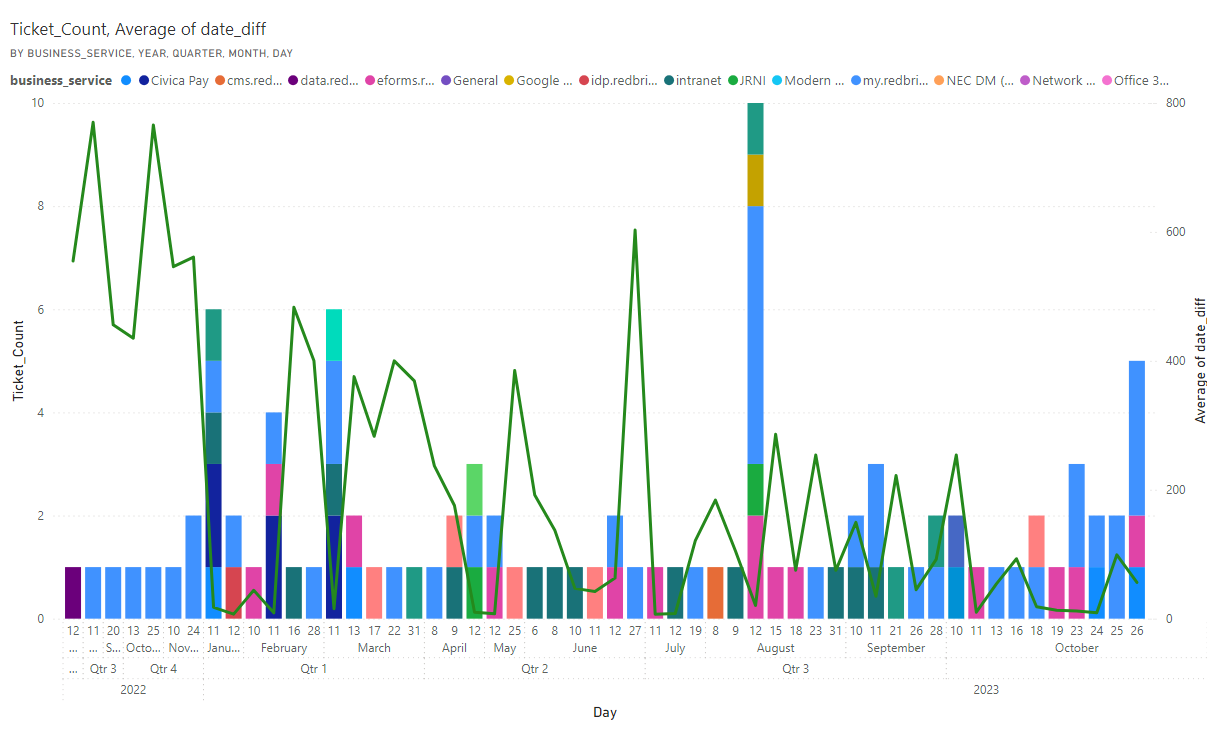 Ticket_Count, Average of date_diff
BY BUSINESS_SERVICE, YEAR, QUARTER, MONTH, DAY
business_service Civica Pay cms.red... data.red... eforms.r... General Google ... idp.redbri... intranet JRNI Modern ... my.redbri... NEC DM (... Network ... Office 3...
10 800
8
600
6
400
4
200
2
0 0
Ticket_Count
Average of date_diff
12 11 20 13 25 10 24 11 12 10 11 16 28 11 13 17 22 31 8 9 12 12 25 6 8 10 11 12 27 11 12 19 8 9 12 15 18 23 31 10 11 21 26 28 10 11 13 16 18 19 23 24 25 26
... ... S... Octo... Nov... Janu... February March April May June July August September October
... Qtr 3 Qtr 4 Qtr 1 Qtr 2 Qtr 3
2022 2023
Day